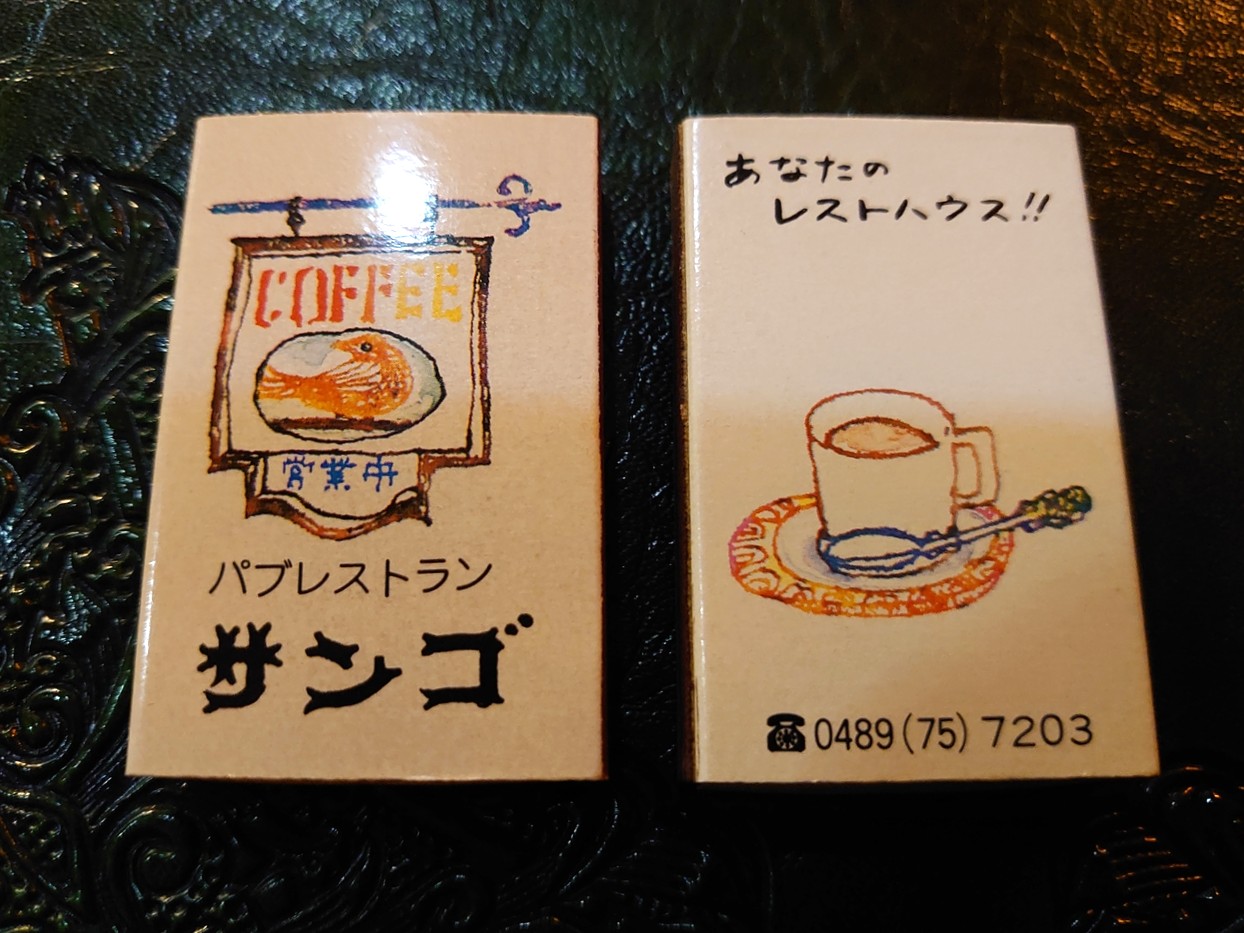 COFFEE
営業中
パブレストラン
サンゴ
あなたの
レストハウス!!
☎0489(75)7203